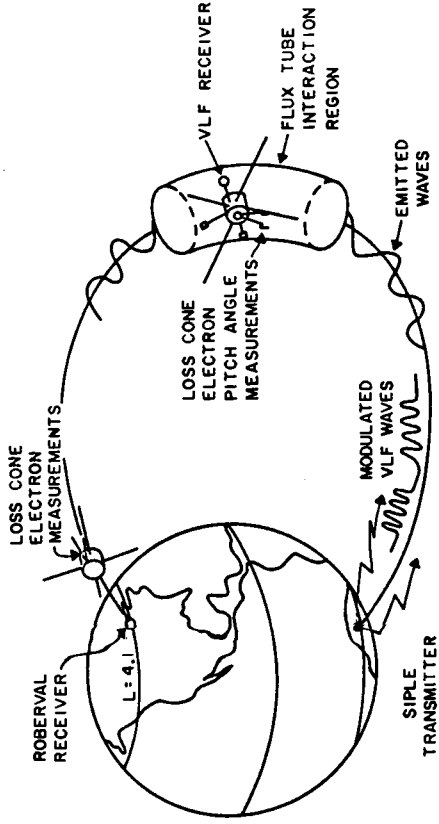 LOSS CONE
ELECTRON
MEASUREMENTS
ROBERVAL
RECEIVER
L = 4.1
VLF RECEIVER
FLUX TUBE
INTERACTION
REGION
LOSS CONE
ELECTRON
PITCH ANGLE
MEASUREMENTS
EMITTED
WAVES
MODULATED
VLF WAVES
SIPLE
TRANSMITTER